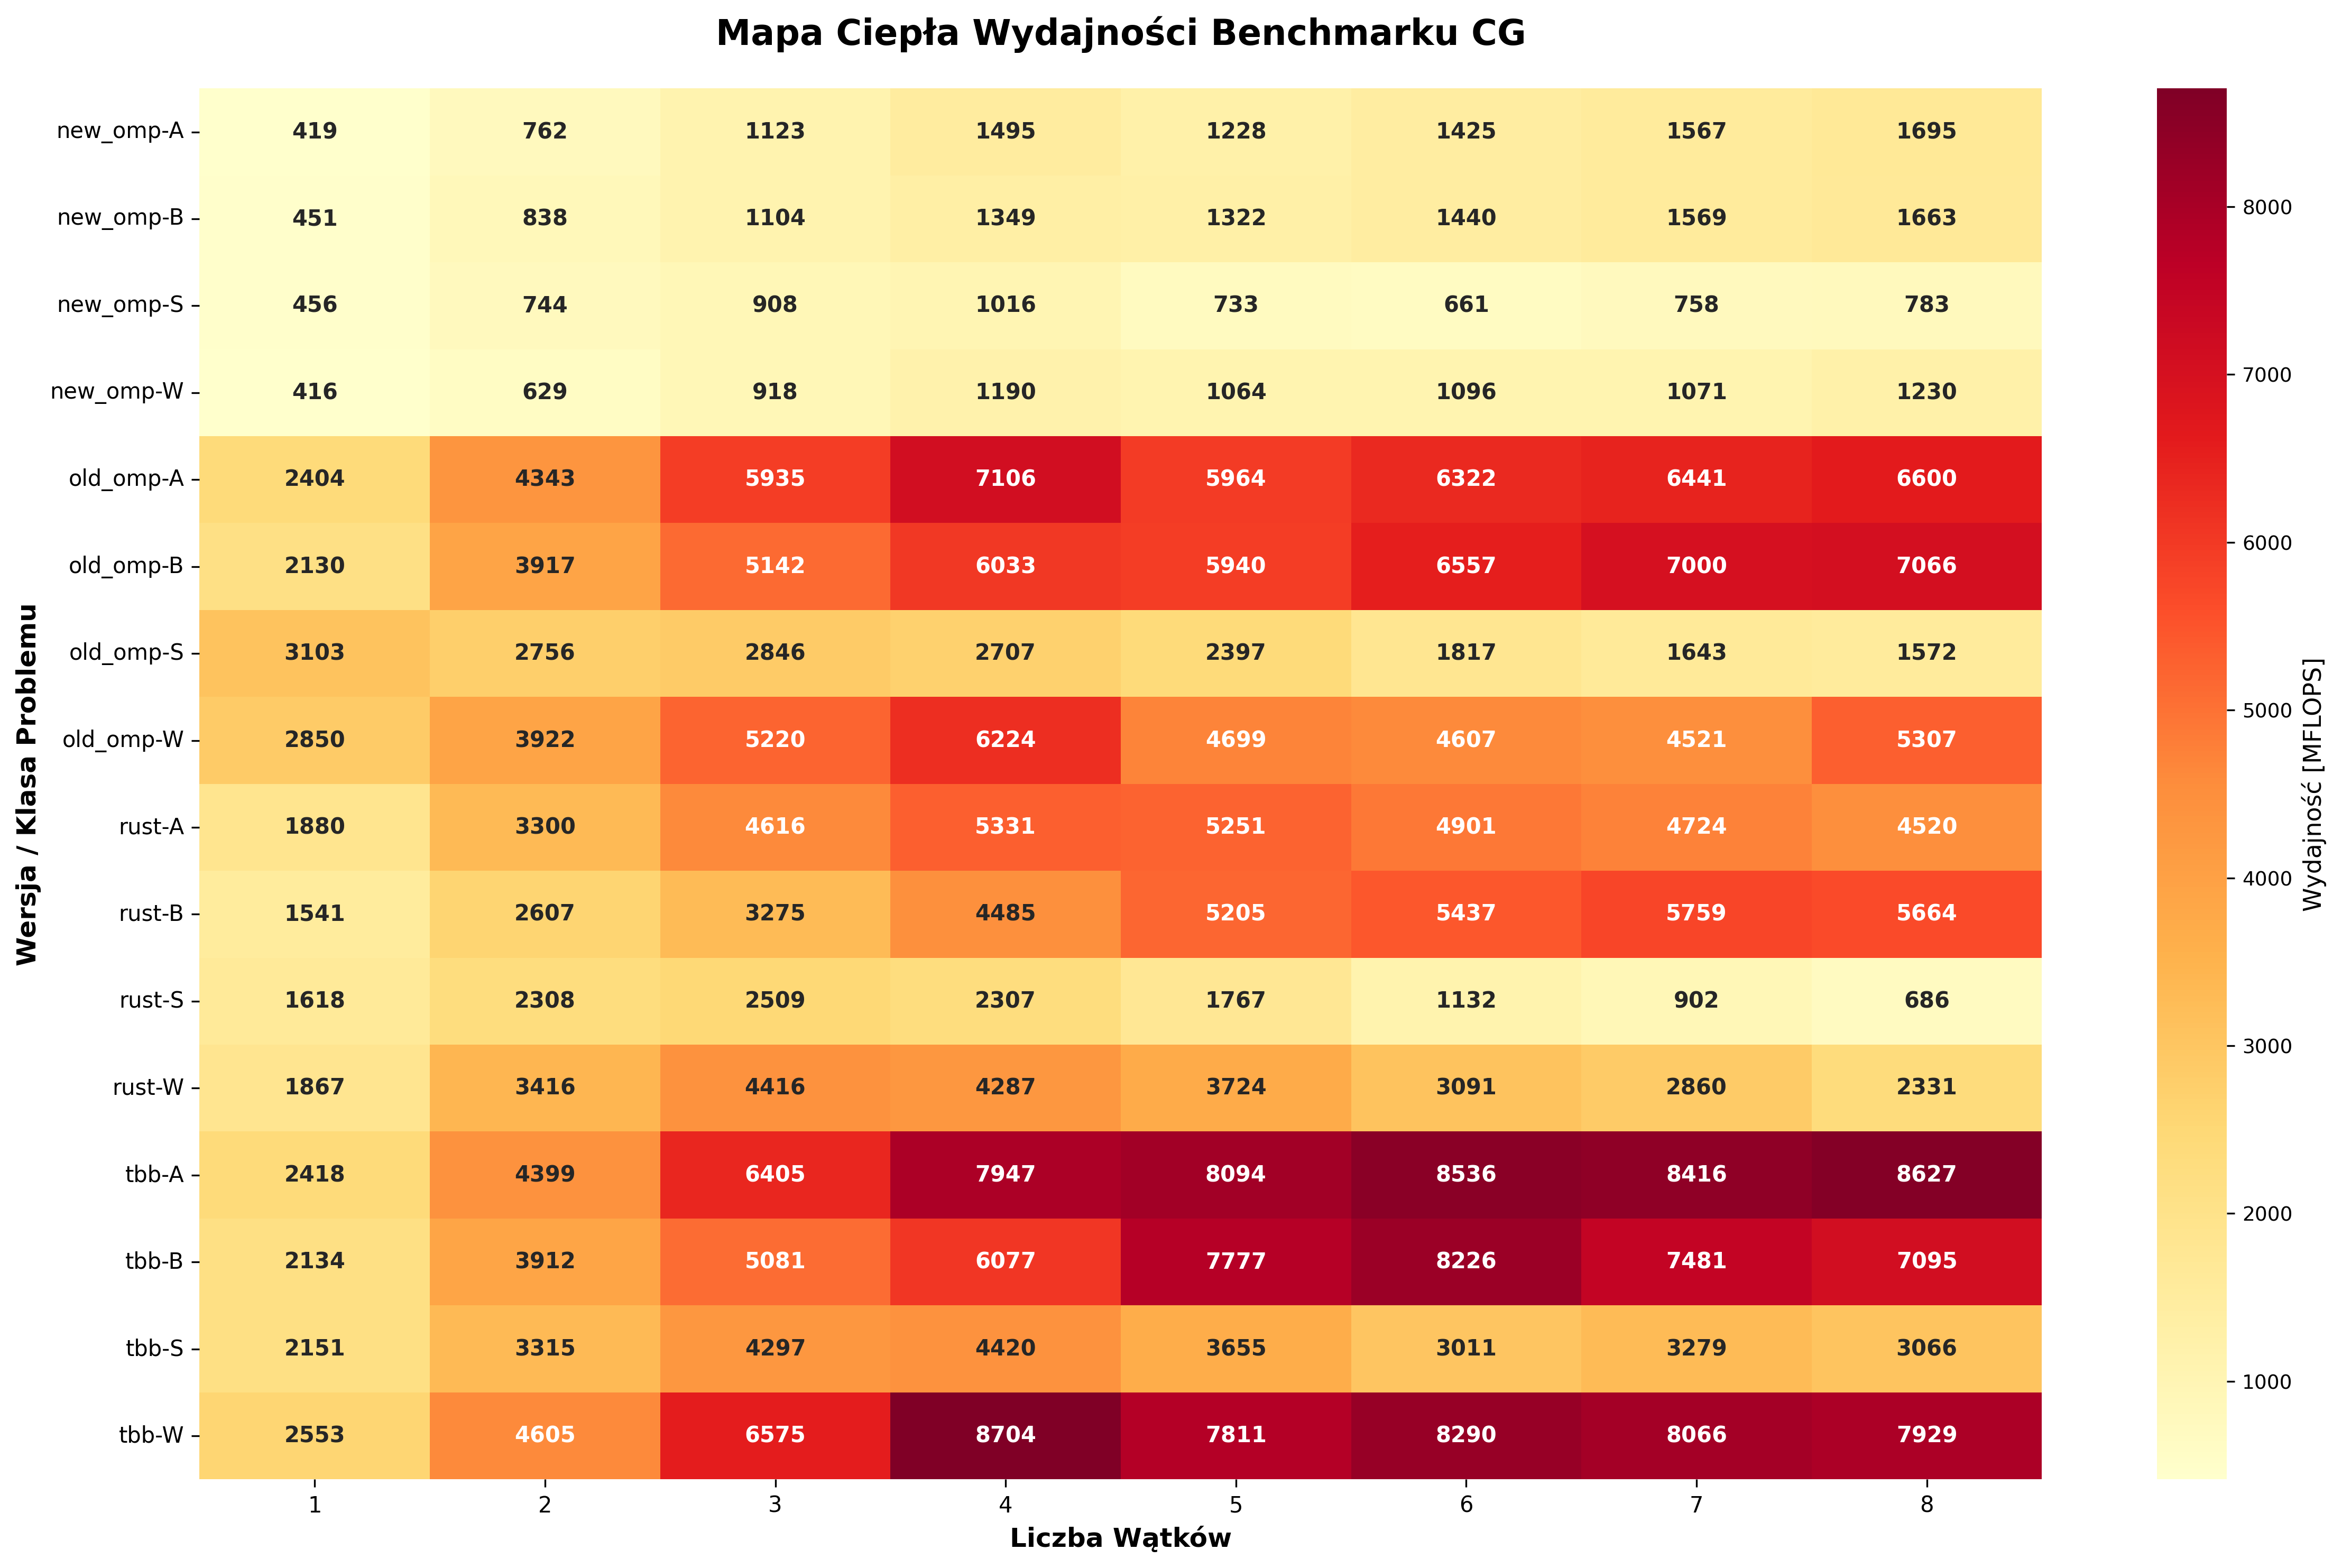 Mapa Ciepła Wydajności Benchmarku CG
Wersja / Klasa Problemu
new_omp-A 419 762 1123 1495 1228 1425 1567 1695
new_omp-B 451 838 1104 1349 1322 1440 1569 1663
new_omp-S 456 744 908 1016 733 661 758 783
new_omp-W 416 629 918 1190 1064 1096 1071 1230
old_omp-A 2404 4343 5935 7106 5964 6322 6441 6600
old_omp-B 2130 3917 5142 6033 5940 6557 7000 7066
old_omp-S 3103 2756 2846 2707 2397 1817 1643 1572
old_omp-W 2850 3922 5220 6224 4699 4607 4521 5307
rust-A 1880 3300 4616 5331 5251 4901 4724 4520
rust-B 1541 2607 3275 4485 5205 5437 5759 5664
rust-S 1618 2308 2509 2307 1767 1132 902 686
rust-W 1867 3416 4416 4287 3724 3091 2860 2331
tbb-A 2418 4399 6405 7947 8094 8536 8416 8627
tbb-B 2134 3912 5081 6077 7777 8226 7481 7095
tbb-S 2151 3315 4297 4420 3655 3011 3279 3066
tbb-W 2553 4605 6575 8704 7811 8290 8066 7929
1 2 3 4 5 6 7 8
Liczba Wątków
8000
7000
6000
5000
4000
3000
2000
1000
Wydajność [MFLOPS]